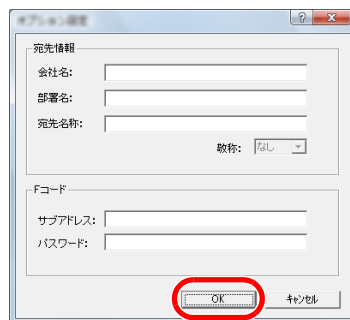 オプション設定
宛先情報
会社名:
部署名:
宛先名称:
敬称: なし
Fコード
サブアドレス:
パスワード:
OK キャンセル